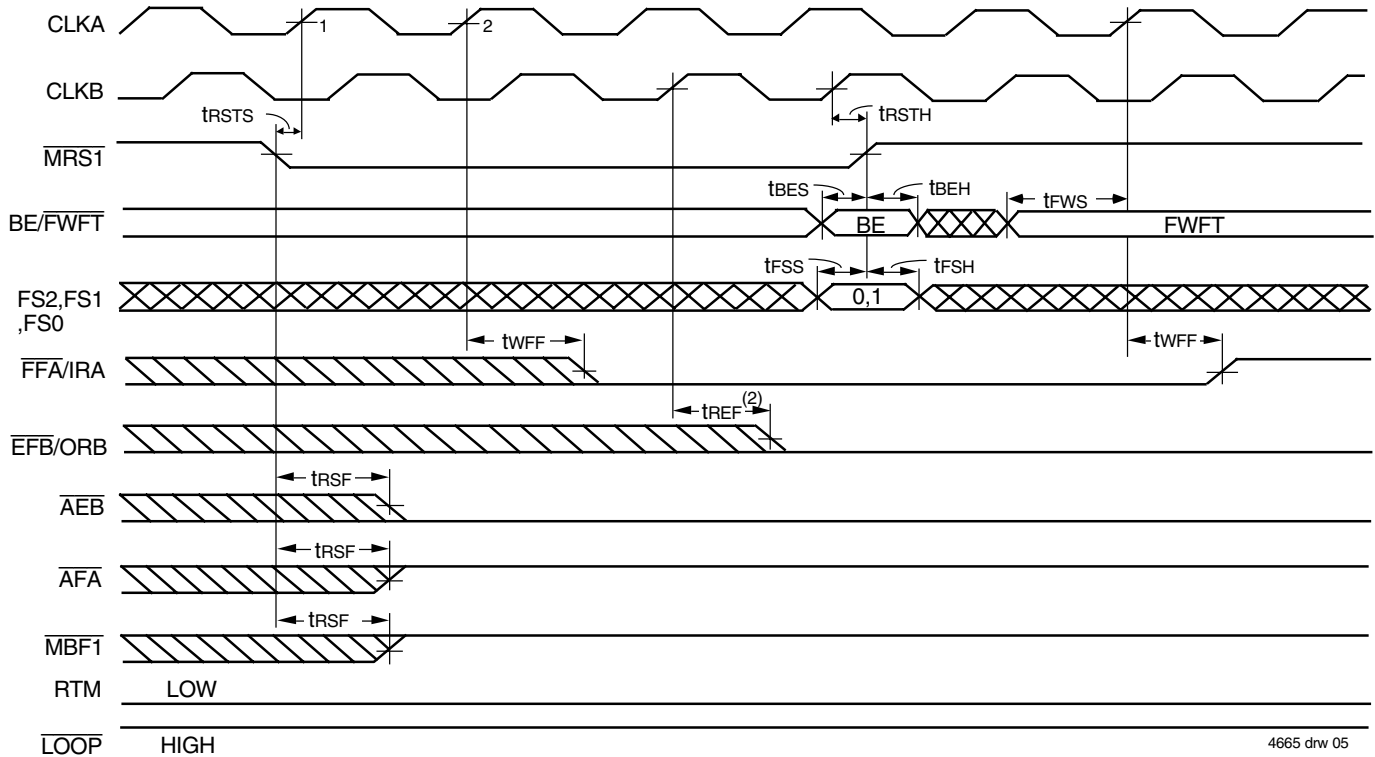 CLKA
1
2
CLKB
tRSTS
tRSTH
MRS1
tBES
tBEH
tFWS
BE/FWFT
BE
FWFT
tFSS
tFSH
FS2,FS1
,FS0
0,1
tWFF
tWFF
FFA/IRA
tREF(2)
EFB/ORB
tRSF
AEB
tRSF
AFA
tRSF
MBF1
RTM LOW
LOOP HIGH
4665 drw 05